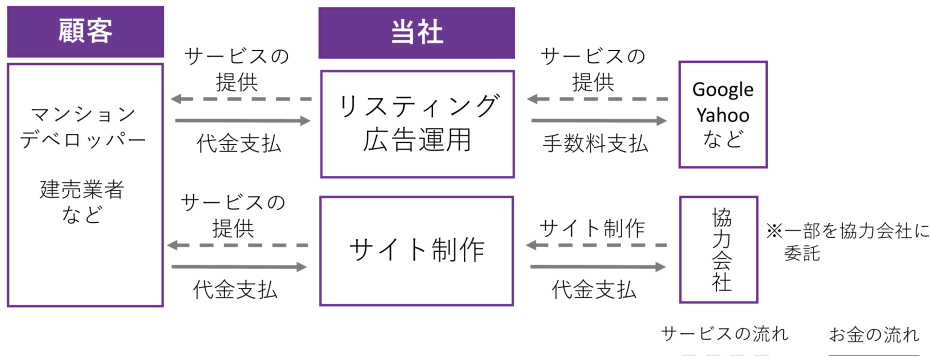 顧客
当社
マンション
デベロッパー
建売業者
など
サービスの
提供
代金支払
リスティング
広告運用
サービスの
提供
手数料支払
Google
Yahoo
など
サービスの
提供
代金支払
サイト制作
サイト制作
代金支払
協力会社
※一部を協力会社に
委託
サービスの流れ
お金の流れ